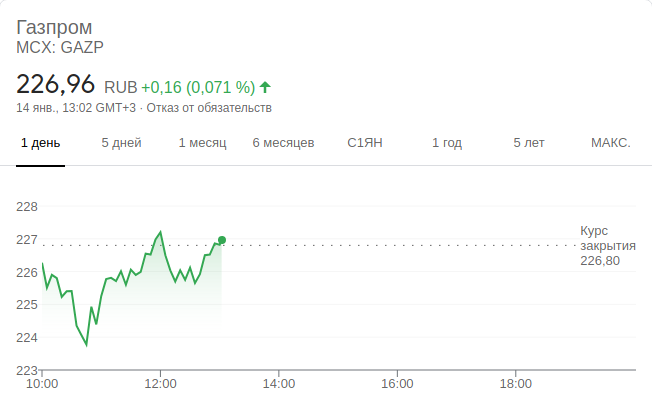 Газпром
MCX: GAZP
226,96 RUB +0,16 (0,071 %)
14 янв., 13:02 GMT+3 · Отказ от обязательств
1 день 5 дней 1 месяц 6 месяцев С1ЯН 1 год 5 лет МАКС.
228
227
226
225
224
223
Курс
закрытия
226,80
10:00 12:00 14:00 16:00 18:00